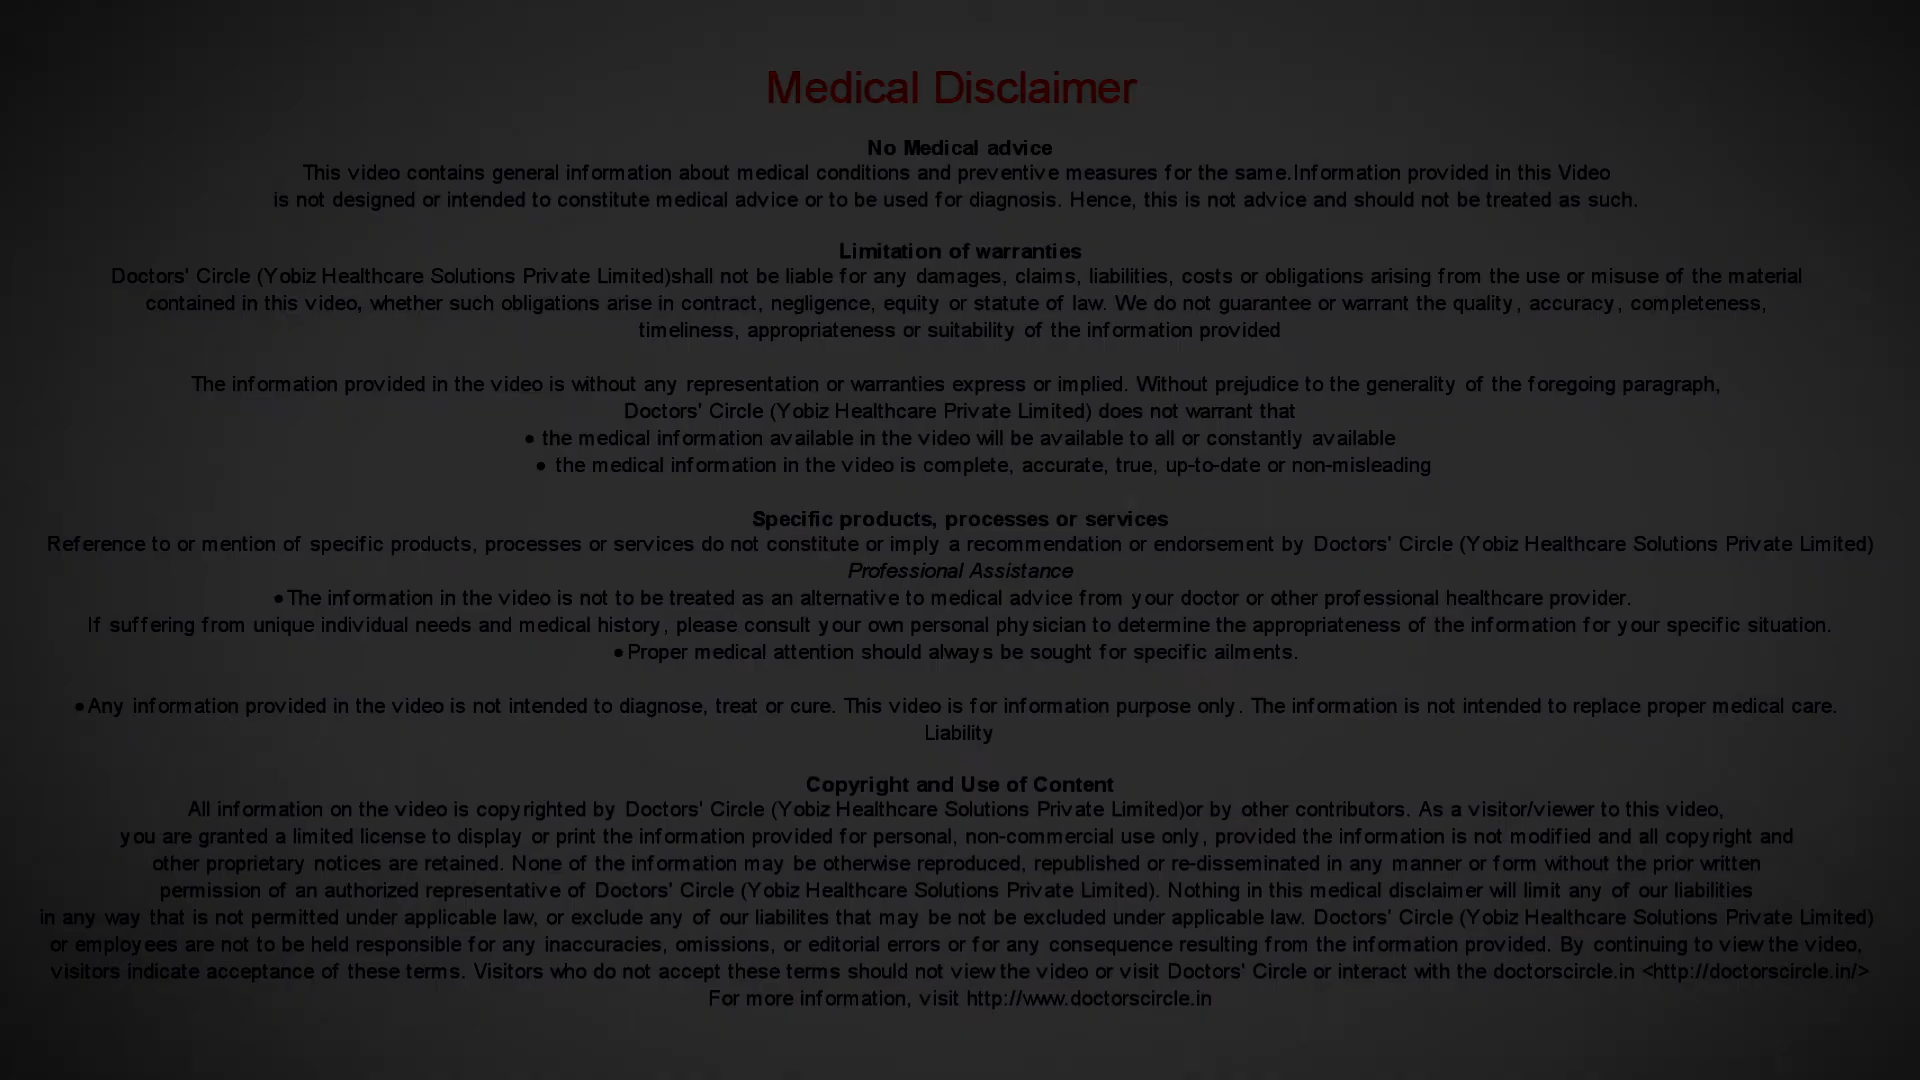 Medical Disclaimer
No Medical advice
This video contains general information about medical conditions and preventive measures for the same.Information provided in this Video
is not designed or intended to constitute medical advice or to be used for diagnosis. Hence, this is not advice and should not be treated as such.
Limitation of warranties
Doctors' Circle (Yobiz Healthcare Solutions Private Limited)shall not be liable for any damages, claims, liabilities, costs or obligations arising from the use or misuse of the material
contained in this video, whether such obligations arise in contract, negligence, equity or statute of law. We do not guarantee or warrant the quality, accuracy, completeness,
timeliness, appropriateness or suitability of the information provided
The information provided in the video is without any representation or warranties express or implied. Without prejudice to the generality of the foregoing paragraph,
Doctors' Circle (Yobiz Healthcare Private Limited) does not warrant that
● the medical information available in the video will be available to all or constantly available
● the medical information in the video is complete, accurate, true, up-to-date or non-misleading
Specific products, processes or services
Reference to or mention of specific products, processes or services do not constitute or imply a recommendation or endorsement by Doctors' Circle (Yobiz Healthcare Solutions Private Limited)
Professional Assistance
●The information in the video is not to be treated as an alternative to medical advice from your doctor or other professional healthcare provider.
If suffering from unique individual needs and medical history, please consult your own personal physician to determine the appropriateness of the information for your specific situation.
●Proper medical attention should always be sought for specific ailments.
●Any information provided in the video is not intended to diagnose, treat or cure. This video is for information purpose only. The information is not intended to replace proper medical care.
Liability
Copyright and Use of Content
All information on the video is copyrighted by Doctors' Circle (Yobiz Healthcare Solutions Private Limited)or by other contributors. As a visitor/viewer to this video,
you are granted a limited license to display or print the information provided for personal, non-commercial use only, provided the information is not modified and all copyright and
other proprietary notices are retained. None of the information may be otherwise reproduced, republished or re-disseminated in any manner or form without the prior written
permission of an authorized representative of Doctors' Circle (Yobiz Healthcare Solutions Private Limited). Nothing in this medical disclaimer will limit any of our liabilities
in any way that is not permitted under applicable law, or exclude any of our liabilites that may be not be excluded under applicable law. Doctors' Circle (Yobiz Healthcare Solutions Private Limited)
or employees are not to be held responsible for any inaccuracies, omissions, or editorial errors or for any consequence resulting from the information provided. By continuing to view the video,
visitors indicate acceptance of these terms. Visitors who do not accept these terms should not view the video or visit Doctors' Circle or interact with the doctorscircle.in <http://doctorscircle.in/>
For more information, visit http://www.doctorscircle.in